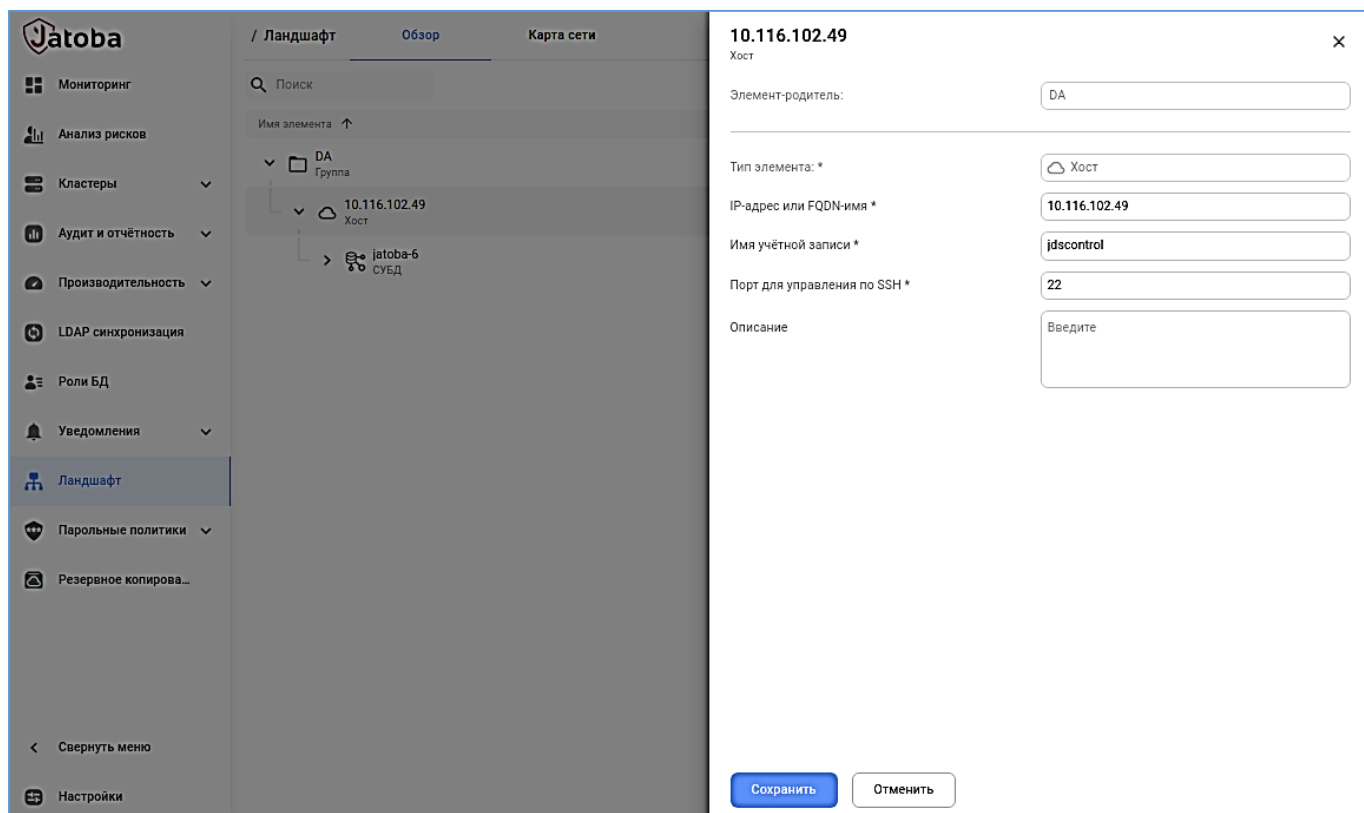 Jatoba
Мониторинг
Анализ рисков
Кластеры
Аудит и отчётность
Производительность
LDAP синхронизация
Роли БД
Уведомления
Ландшафт
Парольные политики
Резервное копирова...
Свернуть меню
Настройки
/ Ландшафт Обзор Карта сети
Поиск
Имя элемента
DA
Группа
10.116.102.49
Хост
jatoba-6
СУБД
10.116.102.49
Хост
Элемент-родитель: DA
Тип элемента: * Хост
IP-адрес или FQDN-имя * 10.116.102.49
Имя учётной записи * jdscontrol
Порт для управления по SSH * 22
Описание Введите
Сохранить Отменить